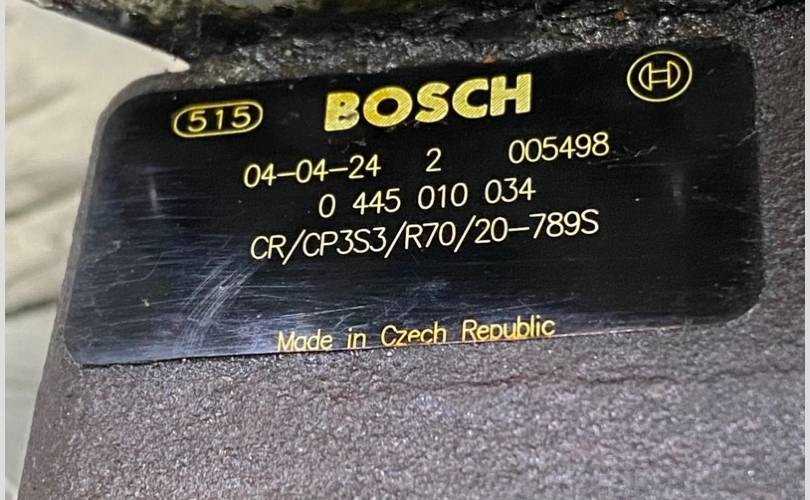 515 BOSCH
04-04-24 2 005498
0 445 010 034
CR/CP3S3/R70/20-789S
Made in Czech Republic